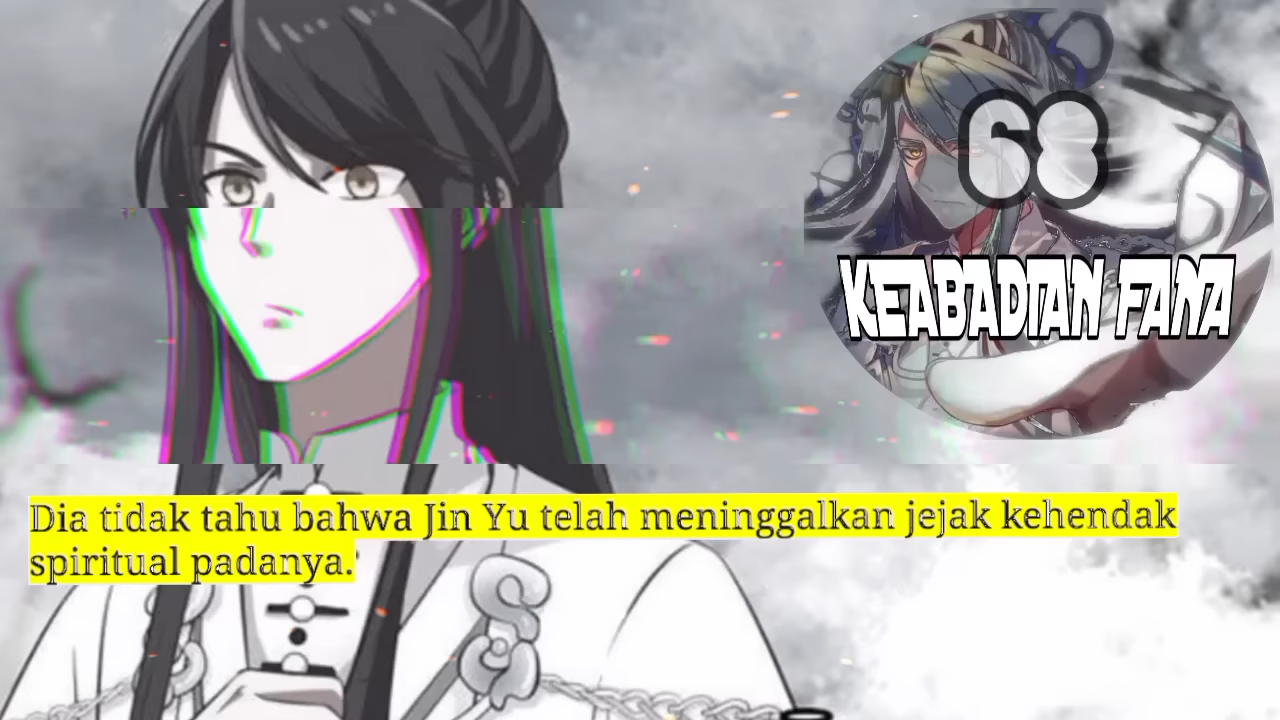 68
KEABADIAN FANA
Dia tidak tahu bahwa Jin Yu telah meninggalkan jejak kehendak
spiritual padanya.